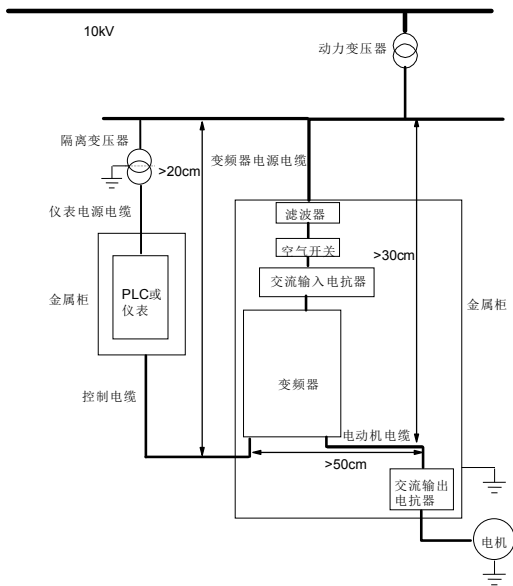 10kV
动力变压器
隔离变压器
>20cm
变频器电源电缆
仪表电源电缆
滤波器
空气开关
>30cm
交流输入电抗器
金属柜
PLC或
仪表
金属柜
变频器
控制电缆
电动机电缆
>50cm
交流输出
电抗器
电机